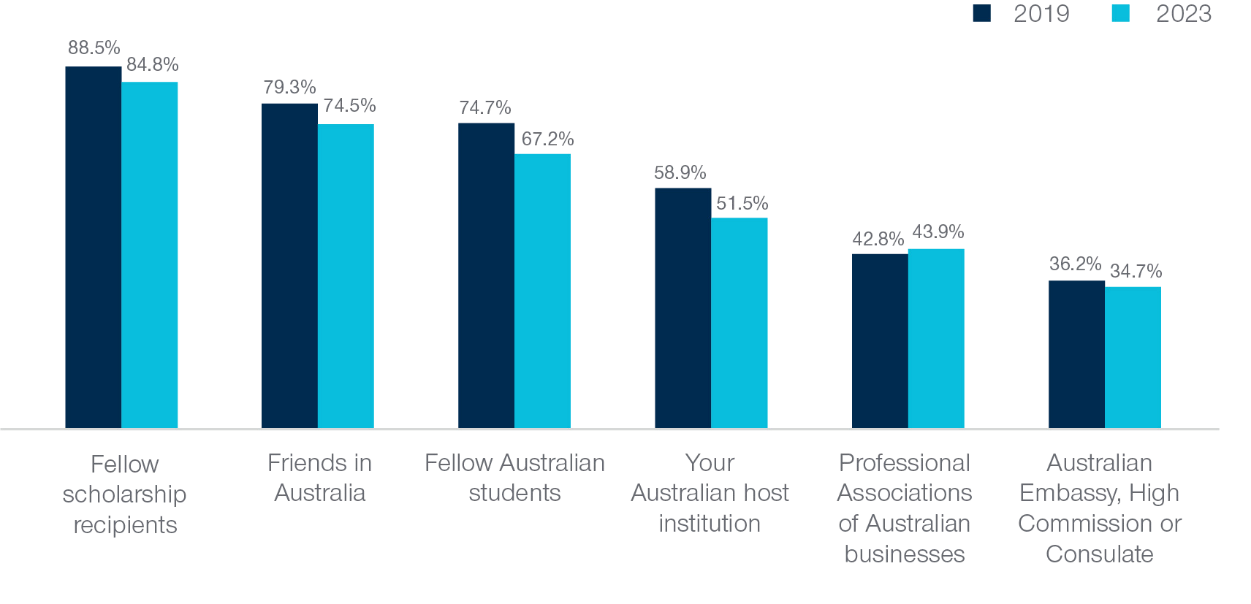 2019 2023
88.5%
84.8%
79.3%
74.5%
74.7%
67.2%
58.9%
51.5%
42.8%
43.9%
36.2%
34.7%
Fellow
scholarship
recipients
Friends in
Australia
Fellow Australian
students
Your
Australian host
institution
Professional
Associations
of Australian
businesses
Australian
Embassy, High
Commission or
Consulate